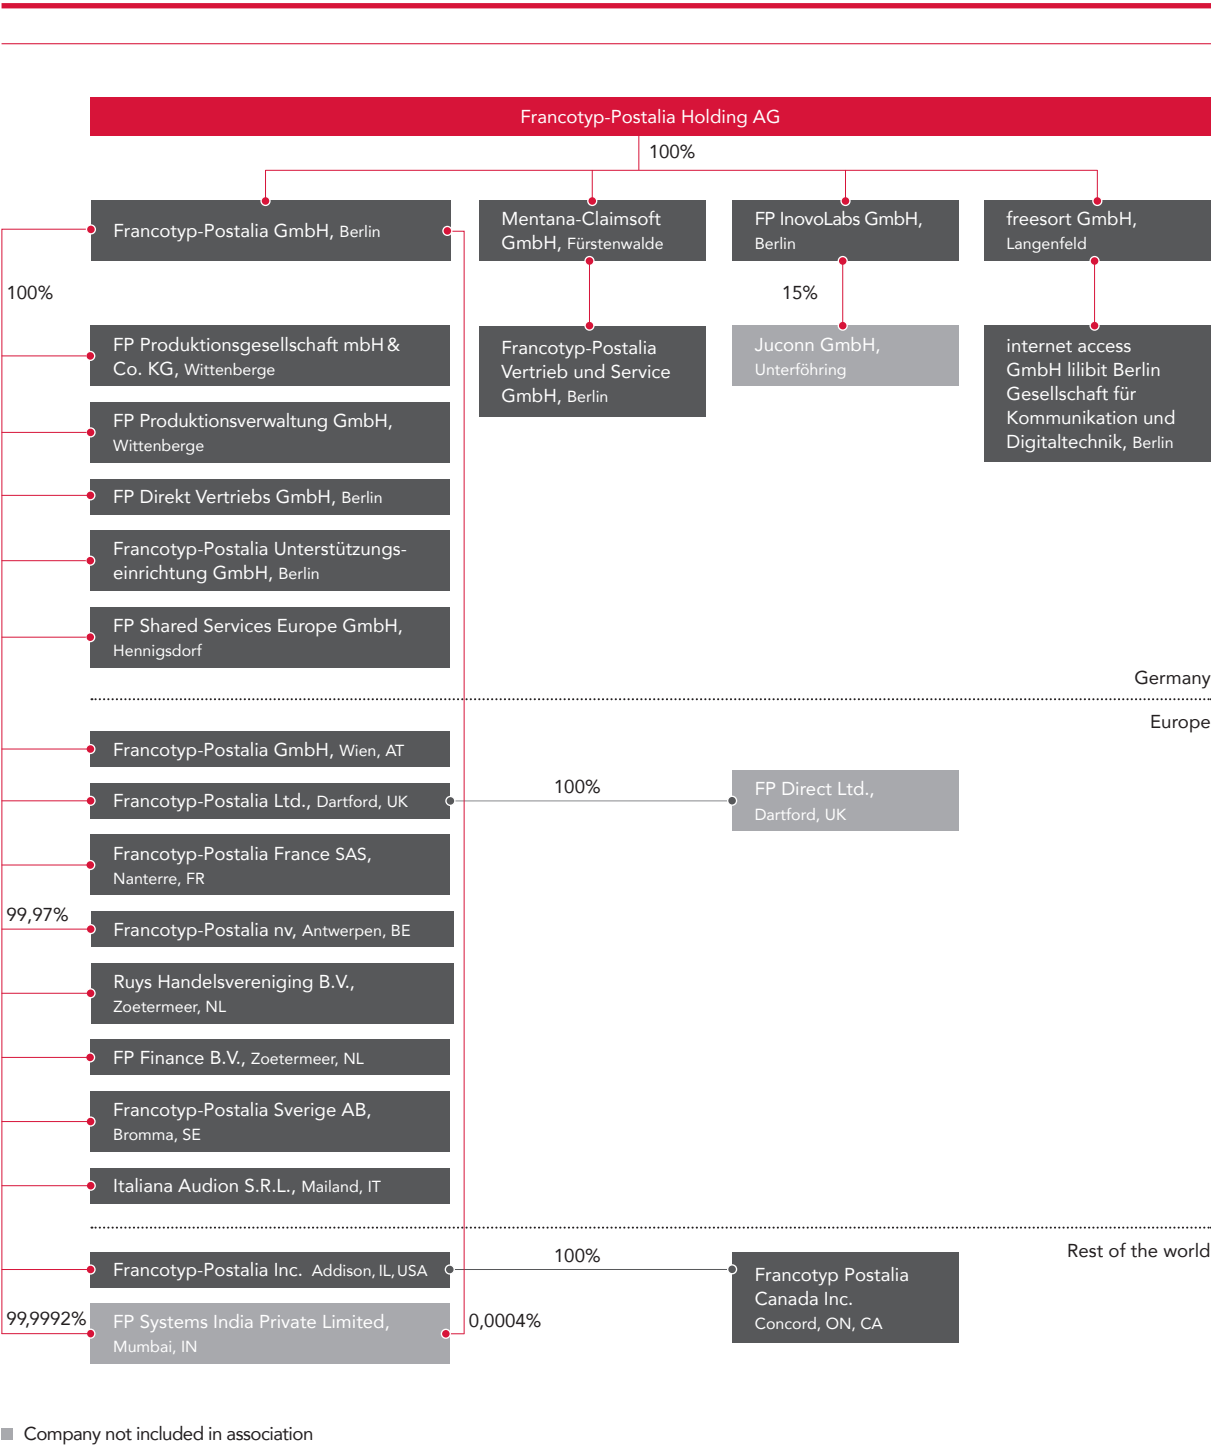 Francotyp-Postalia Holding AG
100%
Francotyp-Postalia GmbH, Berlin
Mentana-Claimsoft
GmbH, Fürstenwalde
FP InovoLabs GmbH,
Berlin
freesort GmbH,
Langenfeld
100%
15%
FP Produktionsgesellschaft mbH &
Co. KG, Wittenberge
Francotyp-Postalia
Vertrieb und Service
GmbH, Berlin
Juconn GmbH,
Unterföhring
internet access
GmbH lilibit Berlin
Gesellschaft für
Kommunikation und
Digitaltechnik, Berlin
FP Produktionsverwaltung GmbH,
Wittenberge
FP Direkt Vertriebs GmbH, Berlin
Francotyp-Postalia Unterstützungs-
einrichtung GmbH, Berlin
FP Shared Services Europe GmbH,
Hennigsdorf
Germany
Europe
Francotyp-Postalia GmbH, Wien, AT
Francotyp-Postalia Ltd., Dartford, UK
100%
FP Direct Ltd.,
Dartford, UK
Francotyp-Postalia France SAS,
Nanterre, FR
99,97%
Francotyp-Postalia nv, Antwerpen, BE
Ruys Handelsvereniging B.V.,
Zoetermeer, NL
FP Finance B.V., Zoetermeer, NL
Francotyp-Postalia Sverige AB,
Bromma, SE
Italiana Audion S.R.L., Mailand, IT
Rest of the world
Francotyp-Postalia Inc. Addison, IL, USA
100%
Francotyp Postalia
Canada Inc.
Concord, ON, CA
99,9992%
FP Systems India Private Limited,
Mumbai, IN
0,0004%
Company not included in association